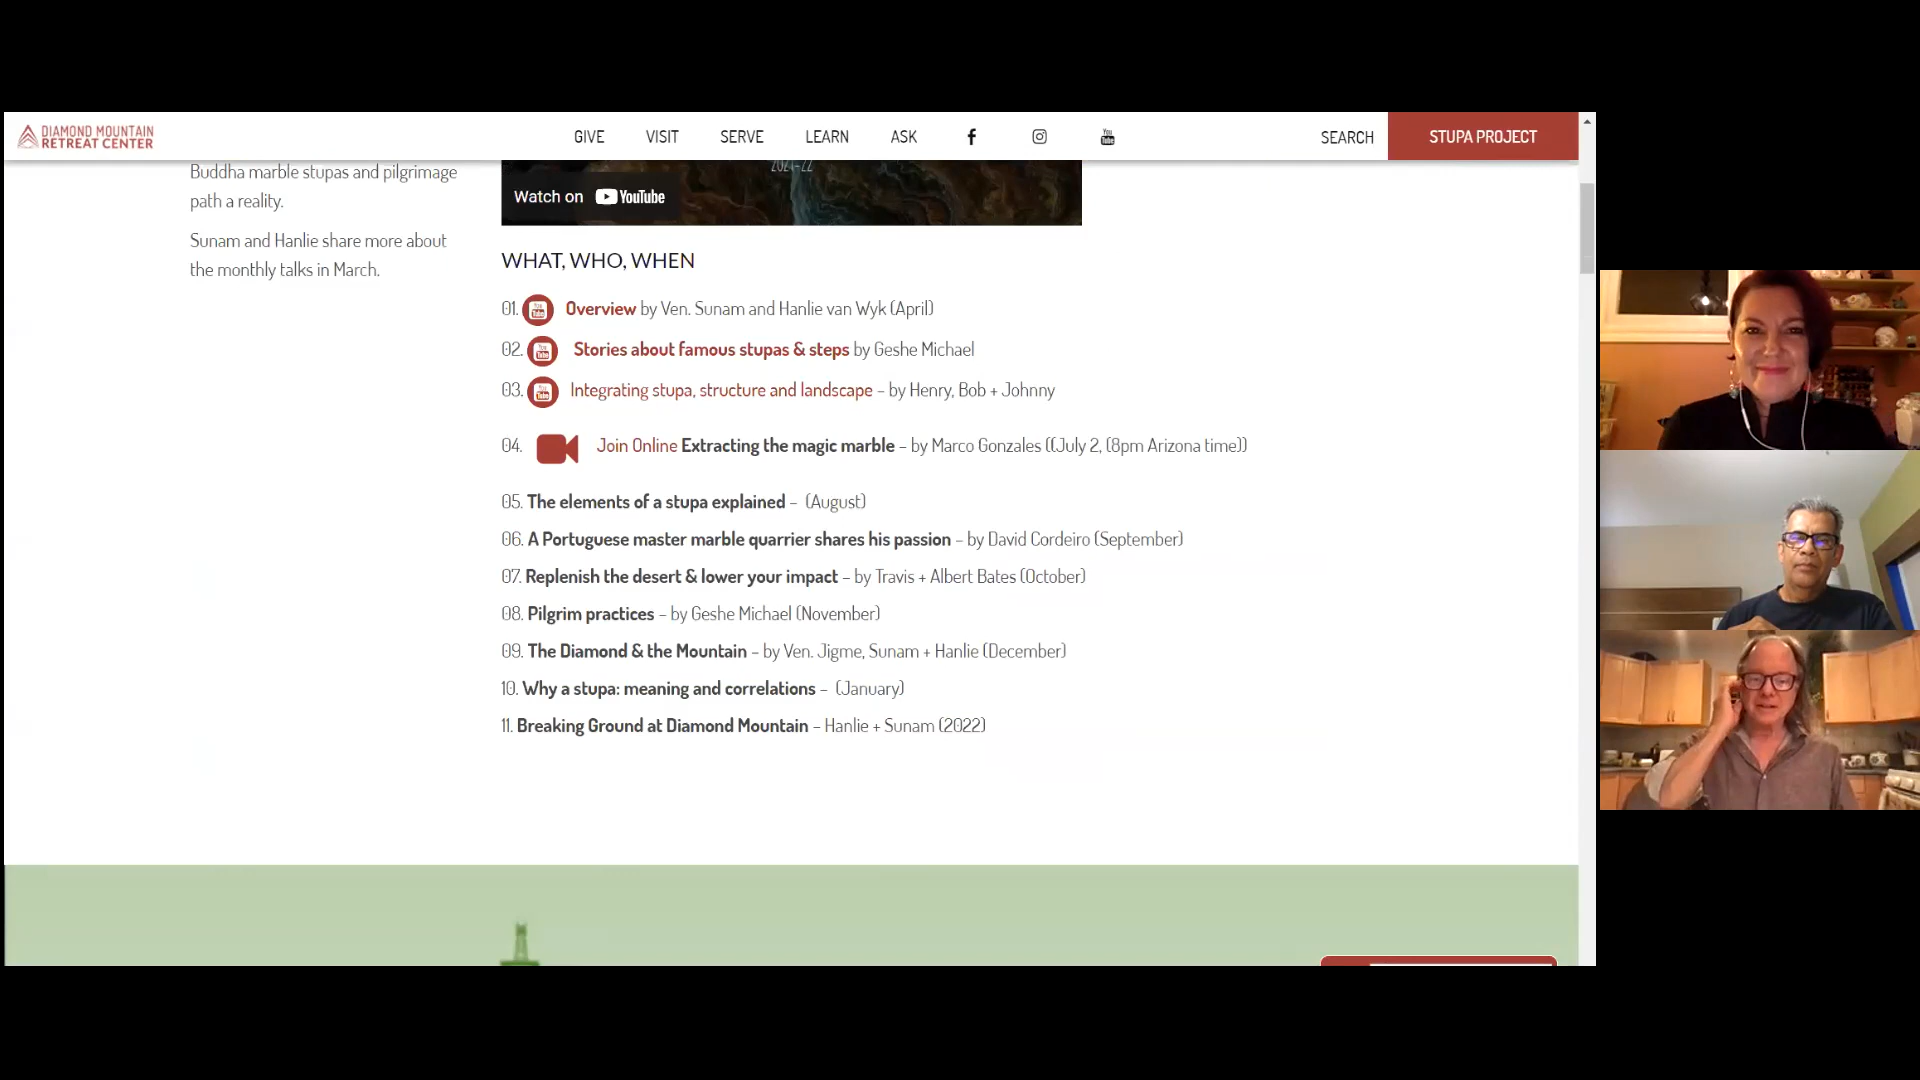 DIAMOND MOUNTAIN
RETREAT CENTER
GIVE VISIT SERVE LEARN ASK SEARCH STUPA PROJECT
Buddha marble stupas and pilgrimage
path a reality.
Sunam and Hanlie share more about
the monthly talks in March.
2021-22
Watch on YouTube
WHAT, WHO, WHEN
01. Overview by Ven. Sunam and Hanlie van Wyk (April)
02. Stories about famous stupas & steps by Geshe Michael
03. Integrating stupa, structure and landscape – by Henry, Bob + Johnny
04. Join Online Extracting the magic marble – by Marco Gonzales ((July 2, (8pm Arizona time))
05. The elements of a stupa explained – (August)
06. A Portuguese master marble quarrier shares his passion – by David Cordeiro (September)
07. Replenish the desert & lower your impact – by Travis + Albert Bates (October)
08. Pilgrim practices – by Geshe Michael (November)
09. The Diamond & the Mountain – by Ven. Jigme, Sunam + Hanlie (December)
10. Why a stupa: meaning and correlations – (January)
11. Breaking Ground at Diamond Mountain – Hanlie + Sunam (2022)